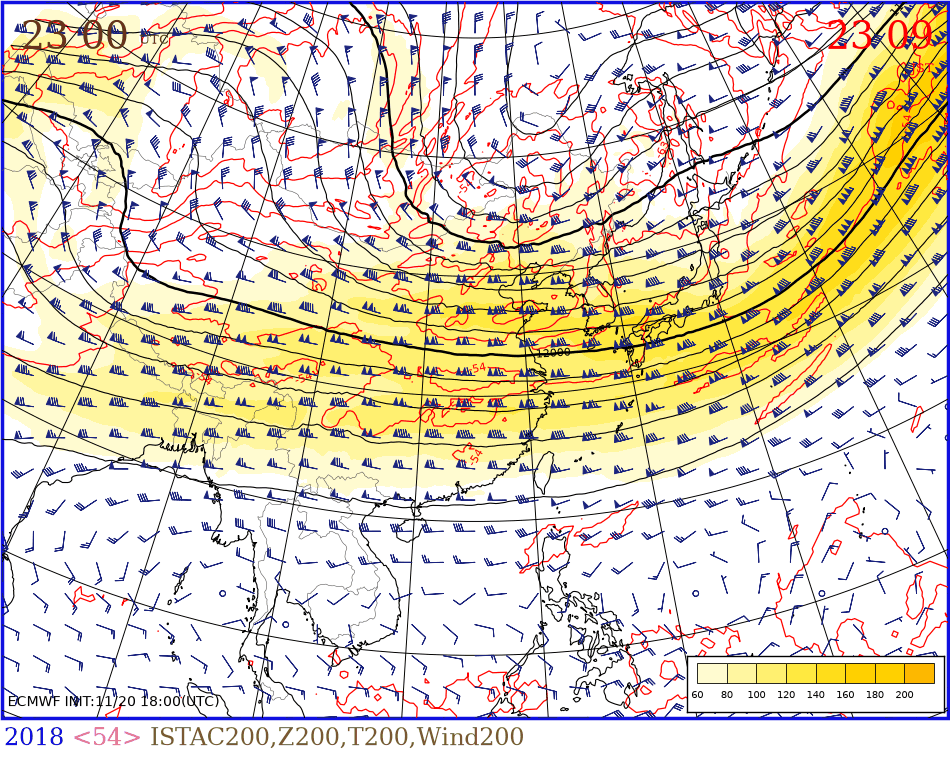 23 00 UTC 23 09
12000
-54
-54
60 80 100 120 140 160 180 200
ECMWF INIT:11/20 18:00(UTC)
2018 <54> ISTAC200,Z200,T200,Wind200